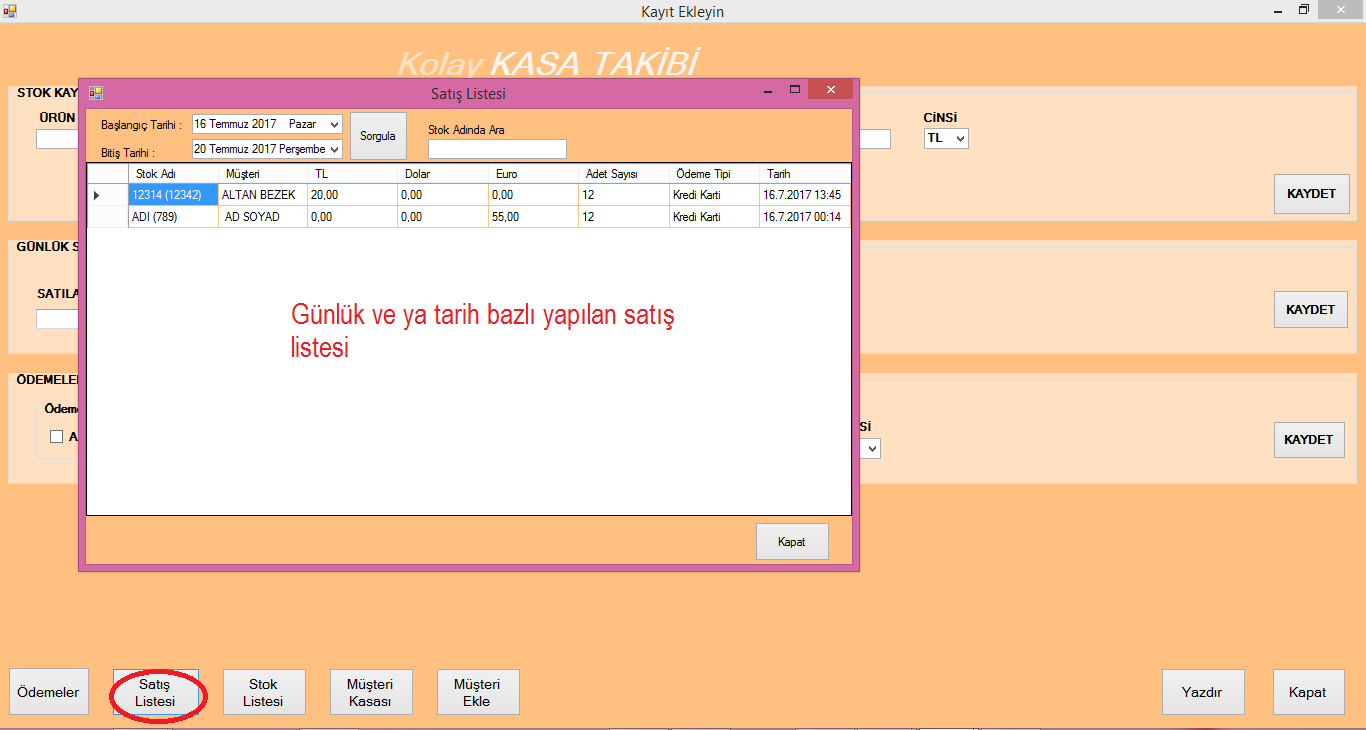 Kayıt Ekleyin
Kolay KASA TAKİBİ
STOK KAY
ÜRÜN
CİNSİ
TL
KAYDET
GÜNLÜK S
SATILA
KAYDET
ÖDEMELE
Ödeme
A
Sİ
KAYDET
Satış Listesi
Başlangıç Tarihi : 16 Temmuz 2017 Pazar
Bitiş Tarihi : 20 Temmuz 2017 Perşembe
Sorgula
Stok Adında Ara
Stok Adı Müşteri TL Dolar Euro Adet Sayısı Ödeme Tipi Tarih
12314 (12342) ALTAN BEZEK 20,00 0,00 0,00 12 Kredi Karti 16.7.2017 13:45
ADI (789) AD SOYAD 0,00 0,00 55,00 12 Kredi Karti 16.7.2017 00:14
Günlük ve ya tarih bazlı yapılan satış
listesi
Kapat
Ödemeler
Satış
Listesi
Stok
Listesi
Müşteri
Kasası
Müşteri
Ekle
Yazdır
Kapat